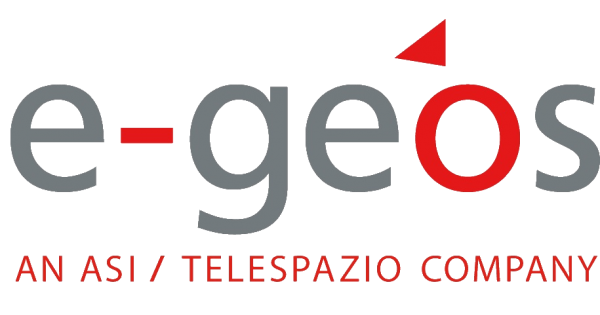 e-geos
AN ASI / TELESPAZIO COMPANY